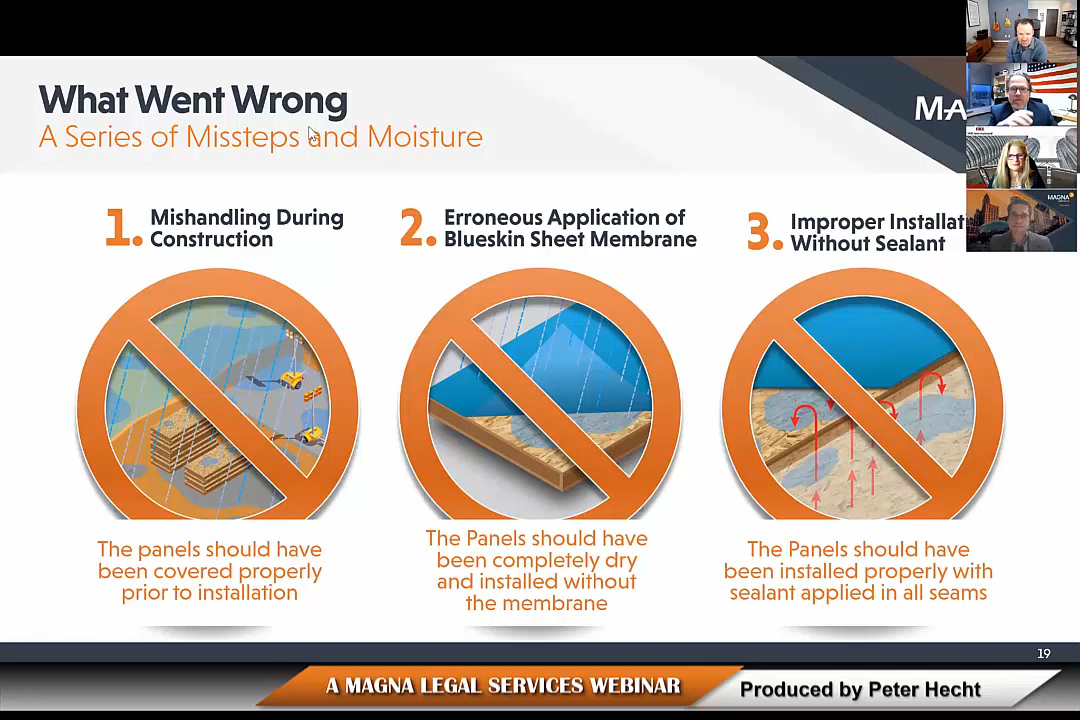 What Went Wrong
A Series of Missteps and Moisture
MA
1. Mishandling During
Construction
2. Erroneous Application of
Blueskin Sheet Membrane
3. Improper Installat
Without Sealant
MAGNA
The panels should have
been covered properly
prior to installation
The Panels should have
been completely dry
and installed without
the membrane
The Panels should have
been installed properly with
sealant applied in all seams
19
A MAGNA LEGAL SERVICES WEBINAR
Produced by Peter Hecht